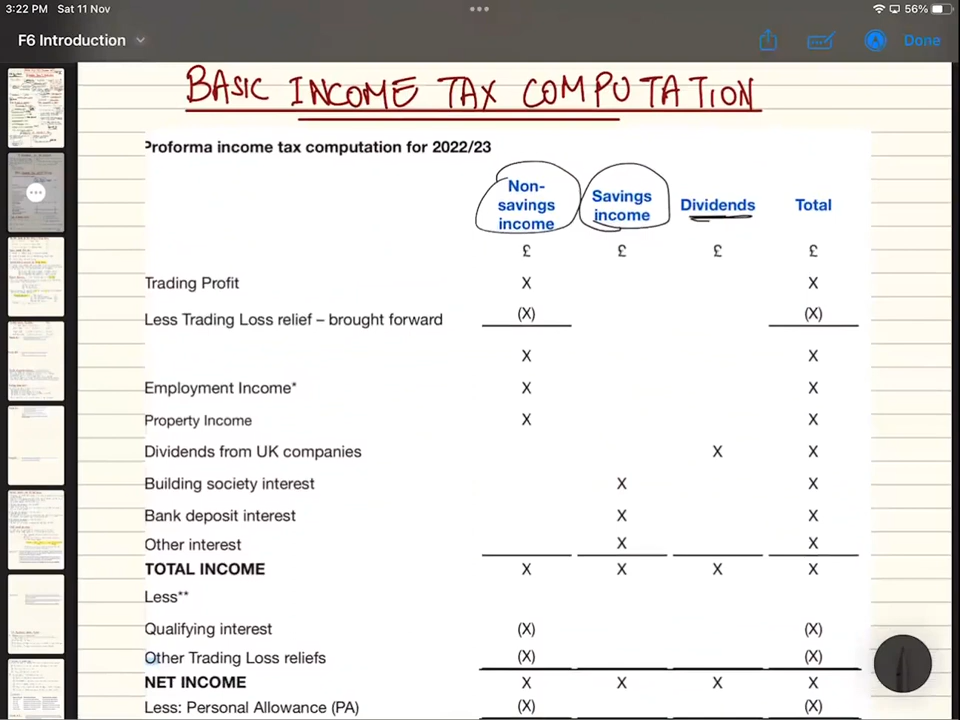 3:22 PM Sat 11 Nov
56%
F6 Introduction
Done
BASIC INCOME TAX COMPUTATION
Proforma income tax computation for 2022/23
Non-
savings
income
Savings
income
Dividends
Total
£ £ £ £
Trading Profit X X
Less Trading Loss relief – brought forward (X) (X)
X X
Employment Income* X X
Property Income X X
Dividends from UK companies X X
Building society interest X X
Bank deposit interest X X
Other interest X X
TOTAL INCOME X X X X
Less**
Qualifying interest (X) (X)
Other Trading Loss reliefs (X) (X)
NET INCOME X X X X
Less: Personal Allowance (PA) (X) (X)